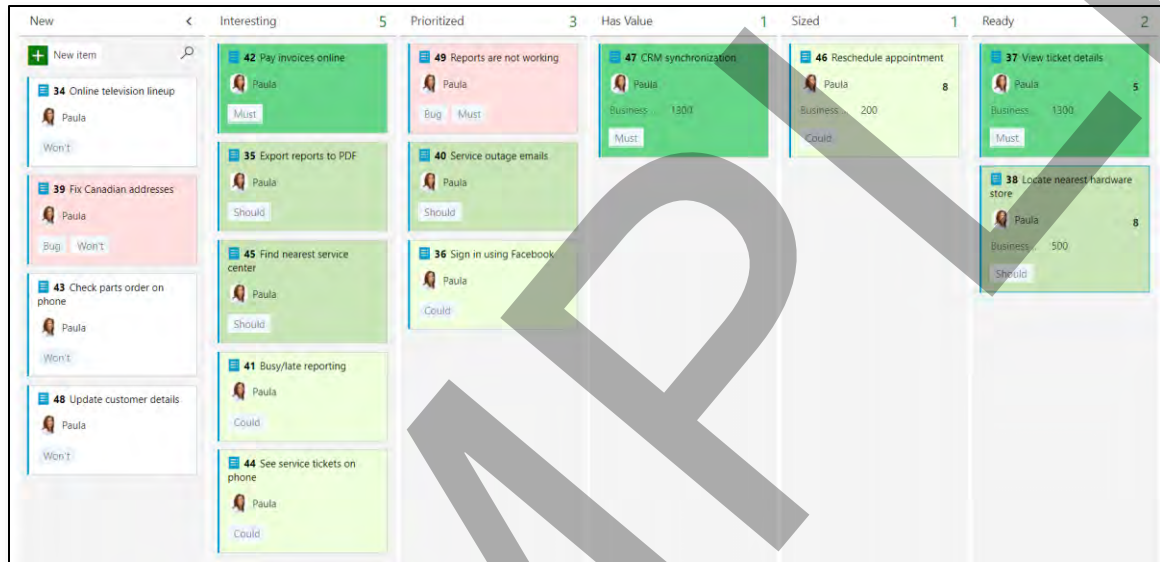 New
New item
34 Online television lineup
Paula
Won't
39 Fix Canadian addresses
Paula
Bug Won't
43 Check parts order on
phone
Paula
Won't
48 Update customer details
Paula
Won't
Interesting 5
42 Pay invoices online
Paula
Must
35 Export reports to PDF
Paula
Should
45 Find nearest service
center
Paula
Should
41 Busy/late reporting
Paula
Could
44 See service tickets on
phone
Paula
Could
Prioritized 3
49 Reports are not working
Paula
Bug Must
40 Service outage emails
Paula
Should
36 Sign in using Facebook
Paula
Could
Has Value 1
47 CRM synchronization
Paula
Business... 1300
Must
Sized 1
46 Reschedule appointment
Paula 8
Business... 200
Could
Ready 2
37 View ticket details
Paula 5
Business... 1300
Must
38 Locate nearest hardware
store
Paula 8
Business... 500
Should